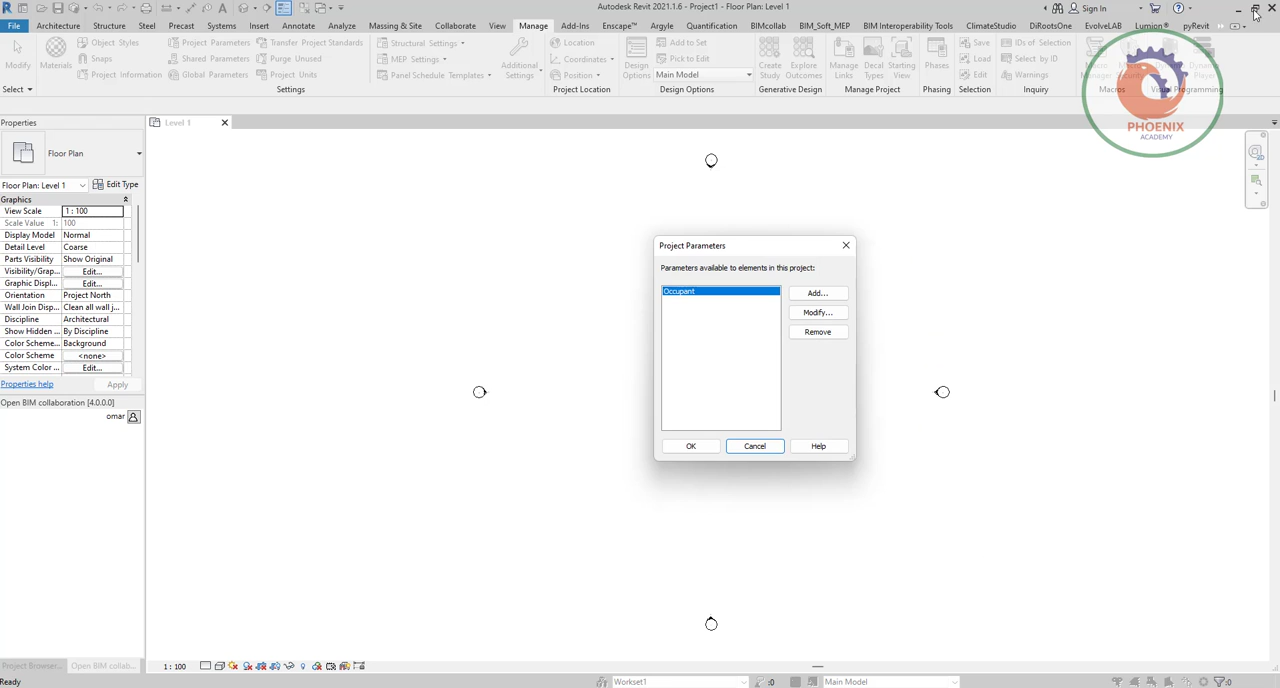 Autodesk Revit 2021.1.6 - Project1 - Floor Plan: Level 1
Sign In
File Architecture Structure Steel Precast Systems Insert Annotate Analyze Massing & Site Collaborate View Manage Add-Ins Enscape™ Argyle Quantification BIMcollab BIM_Soft_MEP BIM Interoperability Tools ClimateStudio DiRootsOne EvolveLAB Lumion® pyRevit
Modify
Materials
Object Styles
Snaps
Project Information
Project Parameters
Shared Parameters
Global Parameters
Transfer Project Standards
Purge Unused
Project Units
Structural Settings
MEP Settings
Panel Schedule Templates
Additional Settings
Location
Coordinates
Position
Design Options
Add to Set
Pick to Edit
Main Model
Create Study
Explore Outcomes
Manage Links
Decal Types
Starting View
Phases
Save
Load
Edit
IDs of Selection
Select by ID
Warnings
Select
Settings
Project Location
Design Options
Generative Design
Manage Project
Phasing
Selection
Inquiry
Macros
Visual Programming
PHOENIX
ACADEMY
Properties
Floor Plan
Floor Plan: Level 1 Edit Type
Graphics
View Scale 1 : 100
Scale Value 1: 100
Display Model Normal
Detail Level Coarse
Parts Visibility Show Original
Visibility/Grap... Edit...
Graphic Displ... Edit...
Orientation Project North
Wall Join Disp... Clean all wall j...
Discipline Architectural
Show Hidden ... By Discipline
Color Scheme ... Background
Color Scheme <none>
System Color ... Edit...
Properties help Apply
Open BIM collaboration [4.0.0.0]
omar
Level 1
Project Parameters
Parameters available to elements in this project:
Occupant
Add...
Modify...
Remove
OK Cancel Help
Project Browser... Open BIM collab...
1 : 100
Ready
Workset1
:0
Main Model
:0